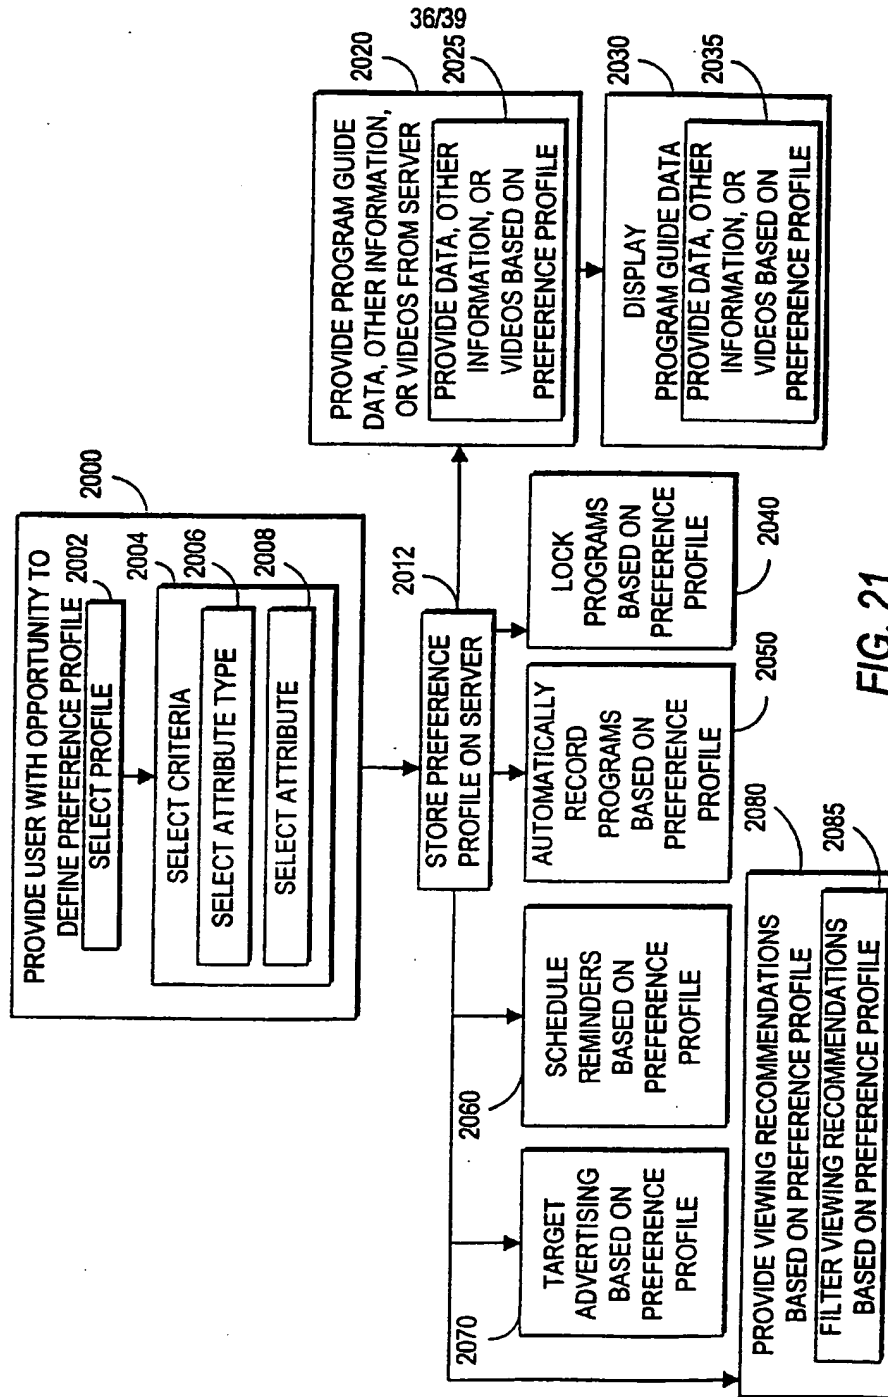 36/39
PROVIDE USER WITH OPPORTUNITY TO
DEFINE PREFERENCE PROFILE
2000
SELECT PROFILE
2002
SELECT CRITERIA
2004
SELECT ATTRIBUTE TYPE
2006
SELECT ATTRIBUTE
2008
STORE PREFERENCE
PROFILE ON SERVER
2012
PROVIDE PROGRAM GUIDE
DATA, OTHER INFORMATION,
OR VIDEOS FROM SERVER
2020
PROVIDE DATA, OTHER
INFORMATION, OR
VIDEOS BASED ON
PREFERENCE PROFILE
2025
DISPLAY
PROGRAM GUIDE DATA
2030
PROVIDE DATA, OTHER
INFORMATION, OR
VIDEOS BASED ON
PREFERENCE PROFILE
2035
LOCK
PROGRAMS
BASED ON
PREFERENCE
PROFILE
2040
AUTOMATICALLY
RECORD
PROGRAMS
BASED ON
PREFERENCE
PROFILE
2050
SCHEDULE
REMINDERS
BASED ON
PREFERENCE
PROFILE
2060
TARGET
ADVERTISING
BASED ON
PREFERENCE
PROFILE
2070
PROVIDE VIEWING RECOMMENDATIONS
BASED ON PREFERENCE PROFILE
2080
FILTER VIEWING RECOMMENDATIONS
BASED ON PREFERENCE PROFILE
2085
FIG. 21